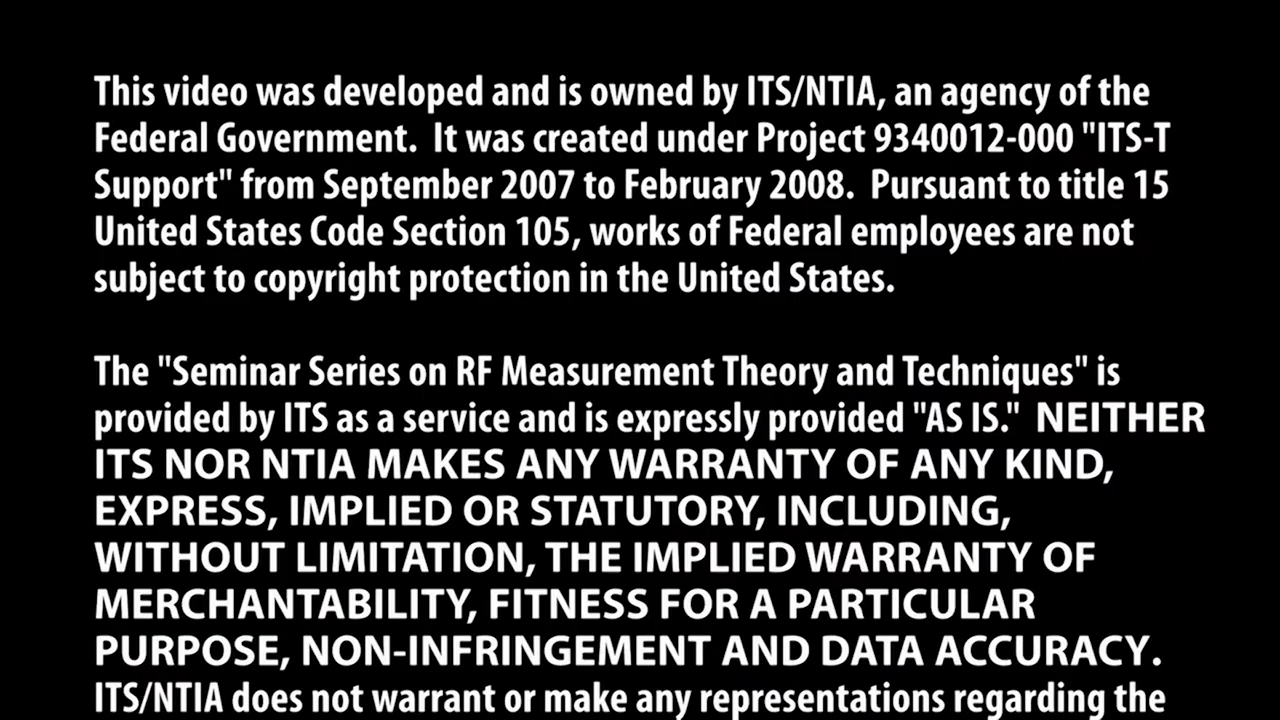 This video was developed and is owned by ITS/NTIA, an agency of the
Federal Government.  It was created under Project 9340012-000 "ITS-T
Support" from September 2007 to February 2008.  Pursuant to title 15
United States Code Section 105, works of Federal employees are not
subject to copyright protection in the United States.
The "Seminar Series on RF Measurement Theory and Techniques" is
provided by ITS as a service and is expressly provided "AS IS."  NEITHER
ITS NOR NTIA MAKES ANY WARRANTY OF ANY KIND,
EXPRESS, IMPLIED OR STATUTORY, INCLUDING,
WITHOUT LIMITATION, THE IMPLIED WARRANTY OF
MERCHANTABILITY, FITNESS FOR A PARTICULAR
PURPOSE, NON-INFRINGEMENT AND DATA ACCURACY.
ITS/NTIA does not warrant or make any representations regarding the